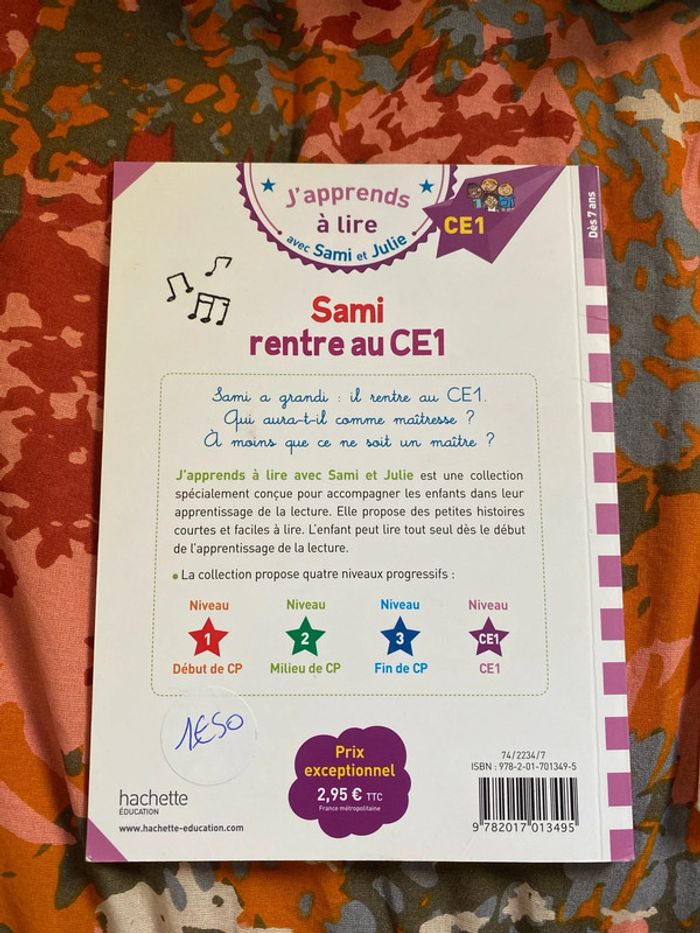 J'apprends
à lire
avec Sami et Julie
CE1
Dès 7 ans
Sami
rentre au CE1
Sami a grandi : il rentre au CE1.
Qui aura-t-il comme maîtresse ?
À moins que ce ne soit un maître ?
J'apprends à lire avec Sami et Julie est une collection
spécialement conçue pour accompagner les enfants dans leur
apprentissage de la lecture. Elle propose des petites histoires
courtes et faciles à lire. L'enfant peut lire tout seul dès le début
de l'apprentissage de la lecture.
• La collection propose quatre niveaux progressifs :
Niveau Niveau Niveau Niveau
1 2 3 CE1
Début de CP Milieu de CP Fin de CP CE1
1€50
Prix
exceptionnel
2,95 € TTC
France métropolitaine
74/2234/7
ISBN : 978-2-01-701349-5
9 782017 013495
hachette
ÉDUCATION
www.hachette-education.com